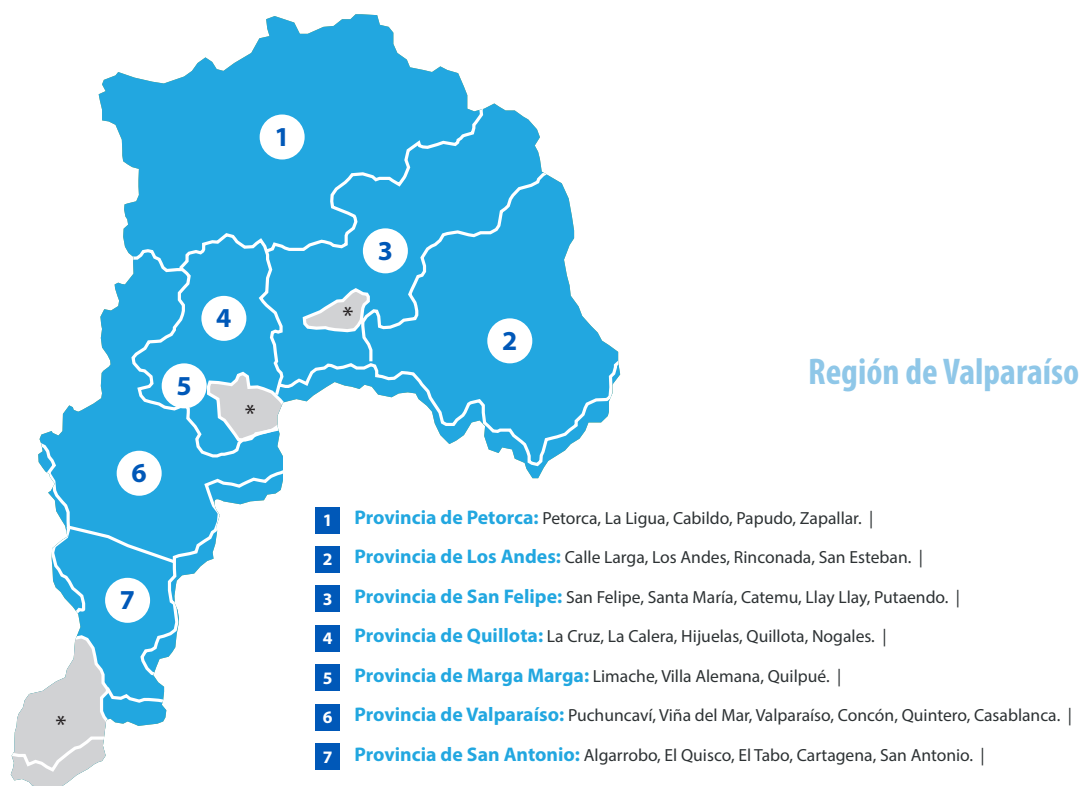 1
3
4
2
5
6
7
*
*
*
Región de Valparaíso
1 Provincia de Petorca: Petorca, La Ligua, Cabildo, Papudo, Zapallar. |
2 Provincia de Los Andes: Calle Larga, Los Andes, Rinconada, San Esteban. |
3 Provincia de San Felipe: San Felipe, Santa María, Catemu, Llay Llay, Putaendo. |
4 Provincia de Quillota: La Cruz, La Calera, Hijuelas, Quillota, Nogales. |
5 Provincia de Marga Marga: Limache, Villa Alemana, Quilpué. |
6 Provincia de Valparaíso: Puchuncaví, Viña del Mar, Valparaíso, Concón, Quintero, Casablanca. |
7 Provincia de San Antonio: Algarrobo, El Quisco, El Tabo, Cartagena, San Antonio. |